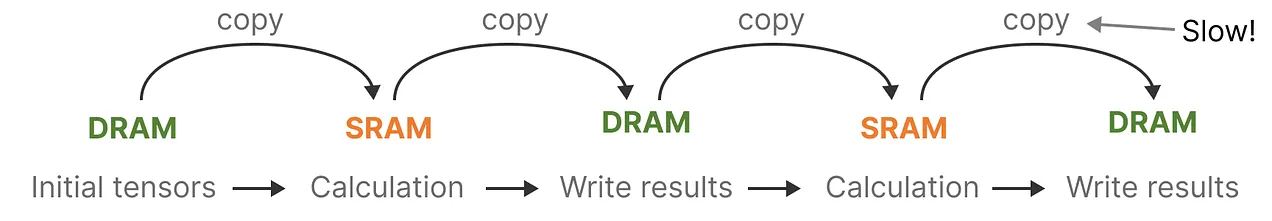 copy copy copy copy Slow!
DRAM SRAM DRAM SRAM DRAM
Initial tensors Calculation Write results Calculation Write results